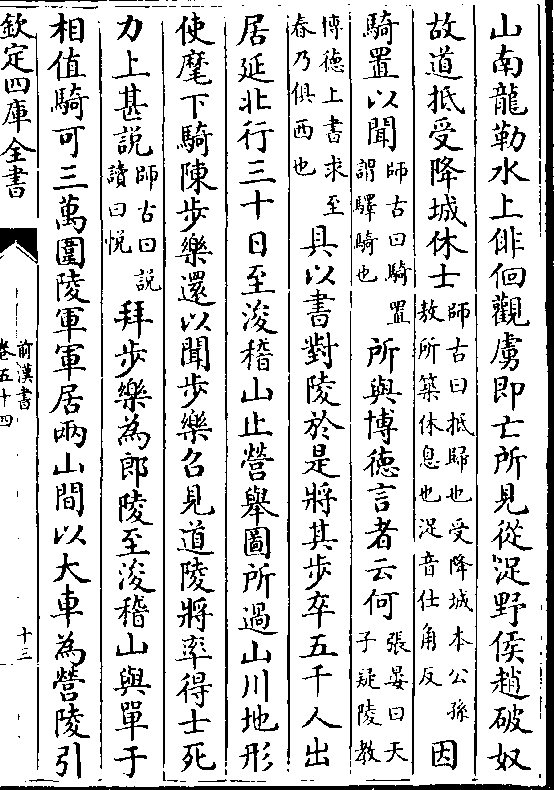 山南龍勒水上俳佪觀虜即亡所見從浞野侯趙破奴
故道抵受降城休士師古曰抵歸也受降城本公孫敖所築休息也浞音仕角反因
騎置以聞師古曰騎置謂驛騎也所與博德言者云何張晏曰天子疑陵教
博德上書求至春乃俱西也具以書對陵於是將其步卒五千人出
居延北行三十日至浚稽山止營舉圖所過山川地形
使麾下騎陳步樂還以聞步樂召見道陵將率得士死
力上甚説師古曰説讀曰悦拜步樂為郎陵至浚稽山與單于
相值騎可三萬圍陵軍軍居兩山間以大車為營陵引
欽定四庫全書
前漢書
卷五十四
十三